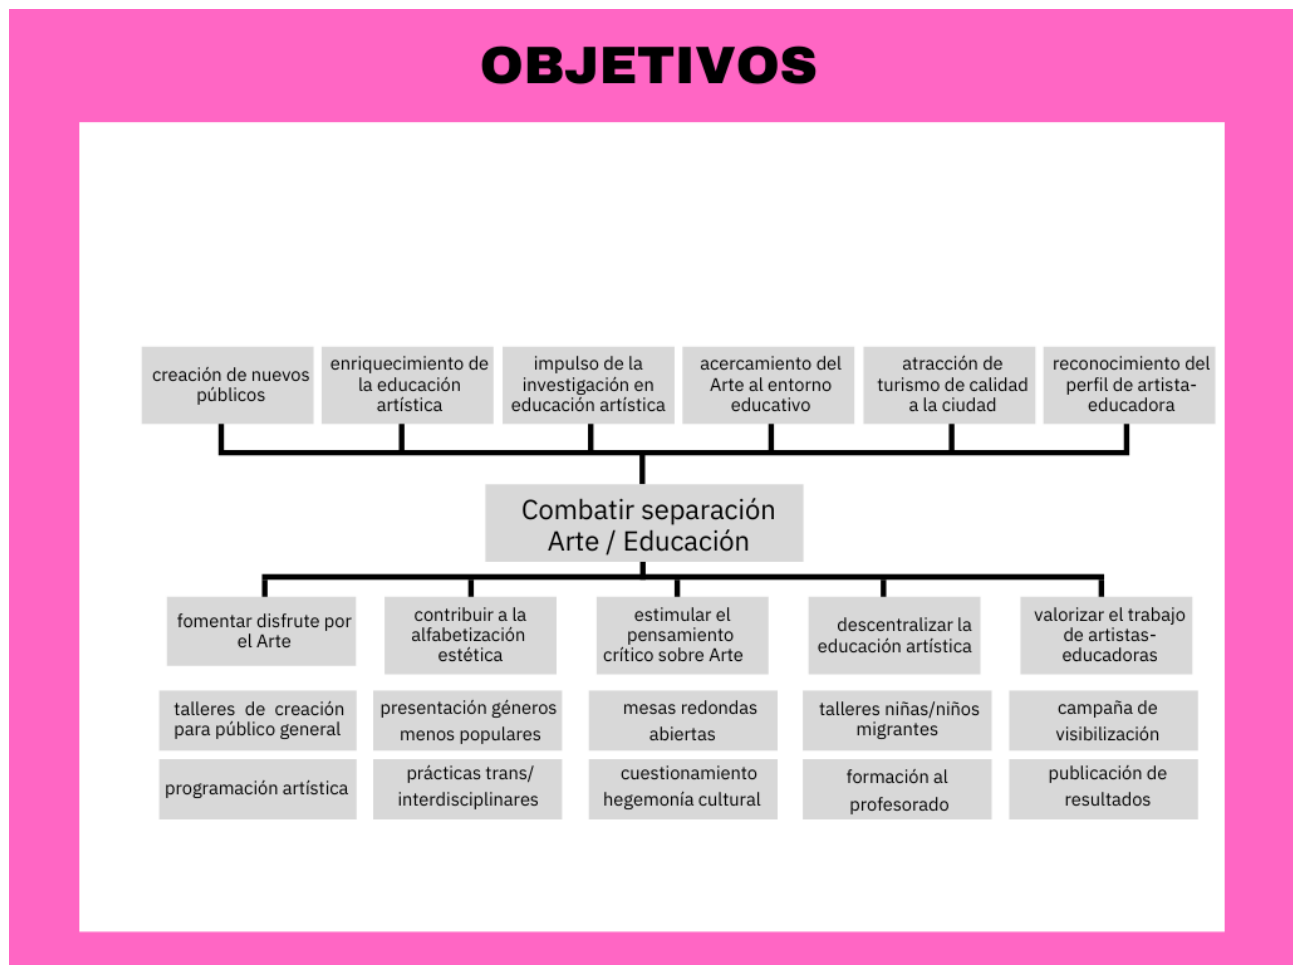 OBJETIVOS
creación de nuevos
públicos
enriquecimiento de
la educación
artística
impulso de la
investigación en
educación artística
acercamiento del
Arte al entorno
educativo
atracción de
turismo de calidad
a la ciudad
reconocimiento del
perfil de artista-
educadora
Combatir separación
Arte / Educación
fomentar disfrute por
el Arte
contribuir a la
alfabetización
estética
estimular el
pensamiento
crítico sobre Arte
descentralizar la
educación artística
valorizar el trabajo
de artistas-
educadoras
talleres de creación
para público general
presentación géneros
menos populares
mesas redondas
abiertas
talleres niñas/niños
migrantes
campaña de
visibilización
programación artística
prácticas trans/
interdisciplinares
cuestionamiento
hegemonía cultural
formación al
profesorado
publicación de
resultados